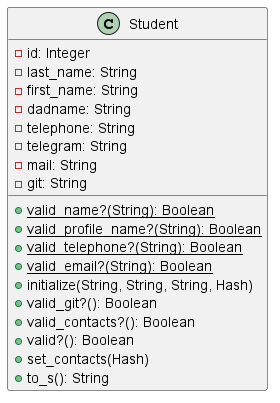 C Student
id: Integer
last_name: String
first_name: String
dadname: String
telephone: String
telegram: String
mail: String
git: String
valid_name?(String): Boolean
valid_profile_name?(String): Boolean
valid_telephone?(String): Boolean
valid_email?(String): Boolean
initialize(String, String, String, Hash)
valid_git?(): Boolean
valid_contacts?(): Boolean
valid?(): Boolean
set_contacts(Hash)
to_s(): String